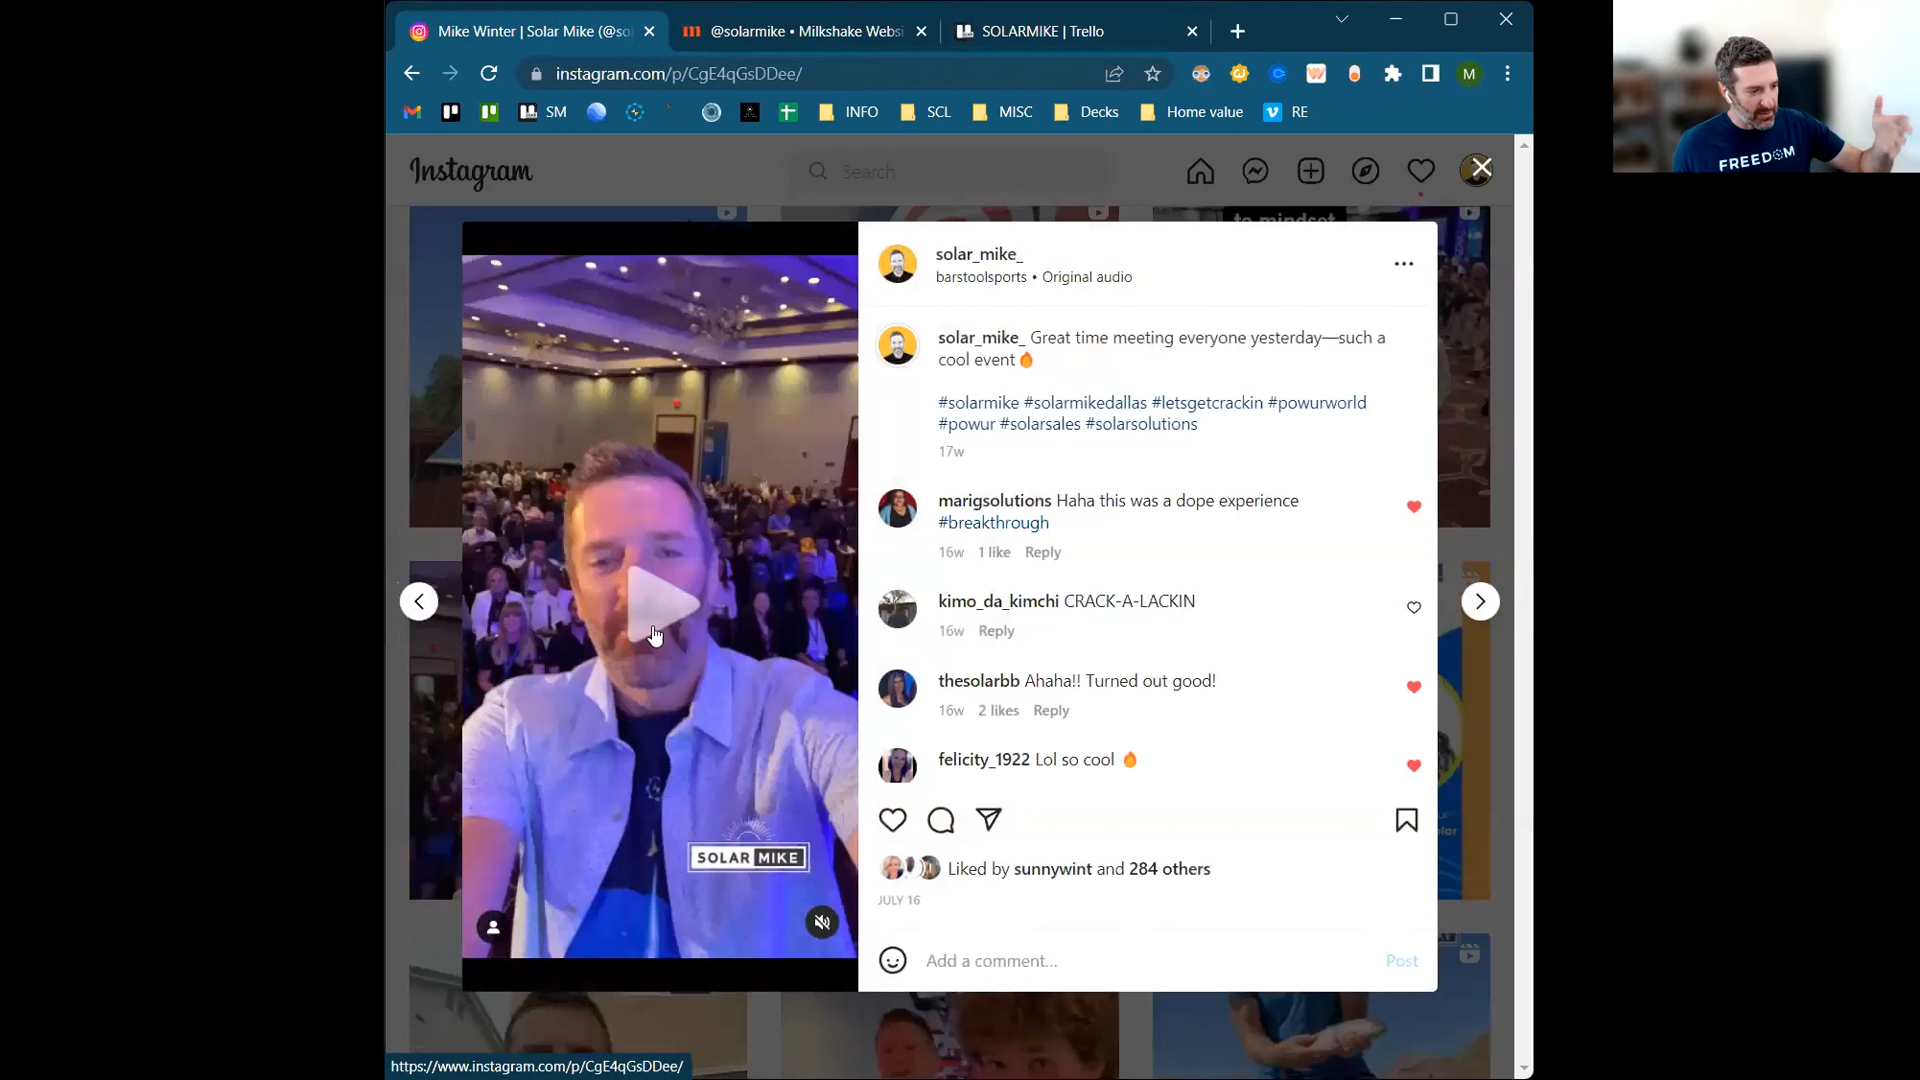 Mike Winter | Solar Mike (@so
@solarmike • Milkshake Websi
SOLARMIKE | Trello
instagram.com/p/CgE4qGsDDee/
M
SM
INFO
SCL
MISC
Decks
Home value
RE
FREEDOM
Instagram
Search
to mindset
solar_mike_
barstoolsports • Original audio
solar_mike_ Great time meeting everyone yesterday—such a
cool event🔥
#solarmike #solarmikedallas #letsgetcrackin #powurworld
#powur #solarsales #solarsolutions
17w
marigsolutions Haha this was a dope experience
#breakthrough
16w 1 like Reply
kimo_da_kimchi CRACK-A-LACKIN
16w Reply
thesolarbb Ahaha!! Turned out good!
16w 2 likes Reply
felicity_1922 Lol so cool 🔥
SOLAR MIKE
Liked by sunnywint and 284 others
JULY 16
Add a comment...
Post
https://www.instagram.com/p/CgE4qGsDDee/